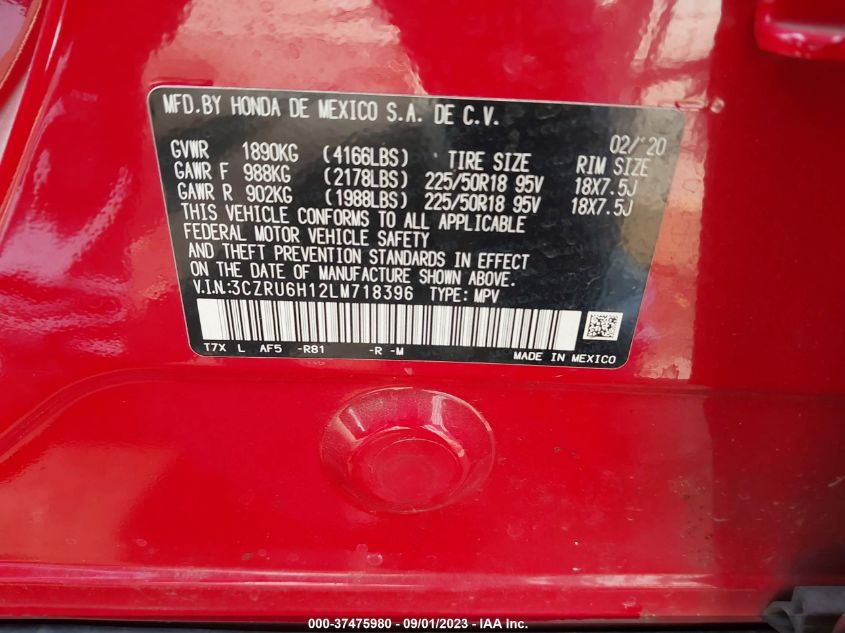 MFD.BY HONDA DE MEXICO S.A. DE C.V.
02/'20
GVWR 1890KG (4166LBS) TIRE SIZE RIM SIZE
GAWR F 988KG (2178LBS) 225/50R18 95V 18X7.5J
GAWR R 902KG (1988LBS) 225/50R18 95V 18X7.5J
THIS VEHICLE CONFORMS TO ALL APPLICABLE
FEDERAL MOTOR VEHICLE SAFETY
AND THEFT PREVENTION STANDARDS IN EFFECT
ON THE DATE OF MANUFACTURE SHOWN ABOVE.
V.I.N:3CZRU6H12LM718396 TYPE: MPV
T7X L AF5 -R81 -R -M
MADE IN MEXICO
000-37475980 - 09/01/2023 - IAA Inc.